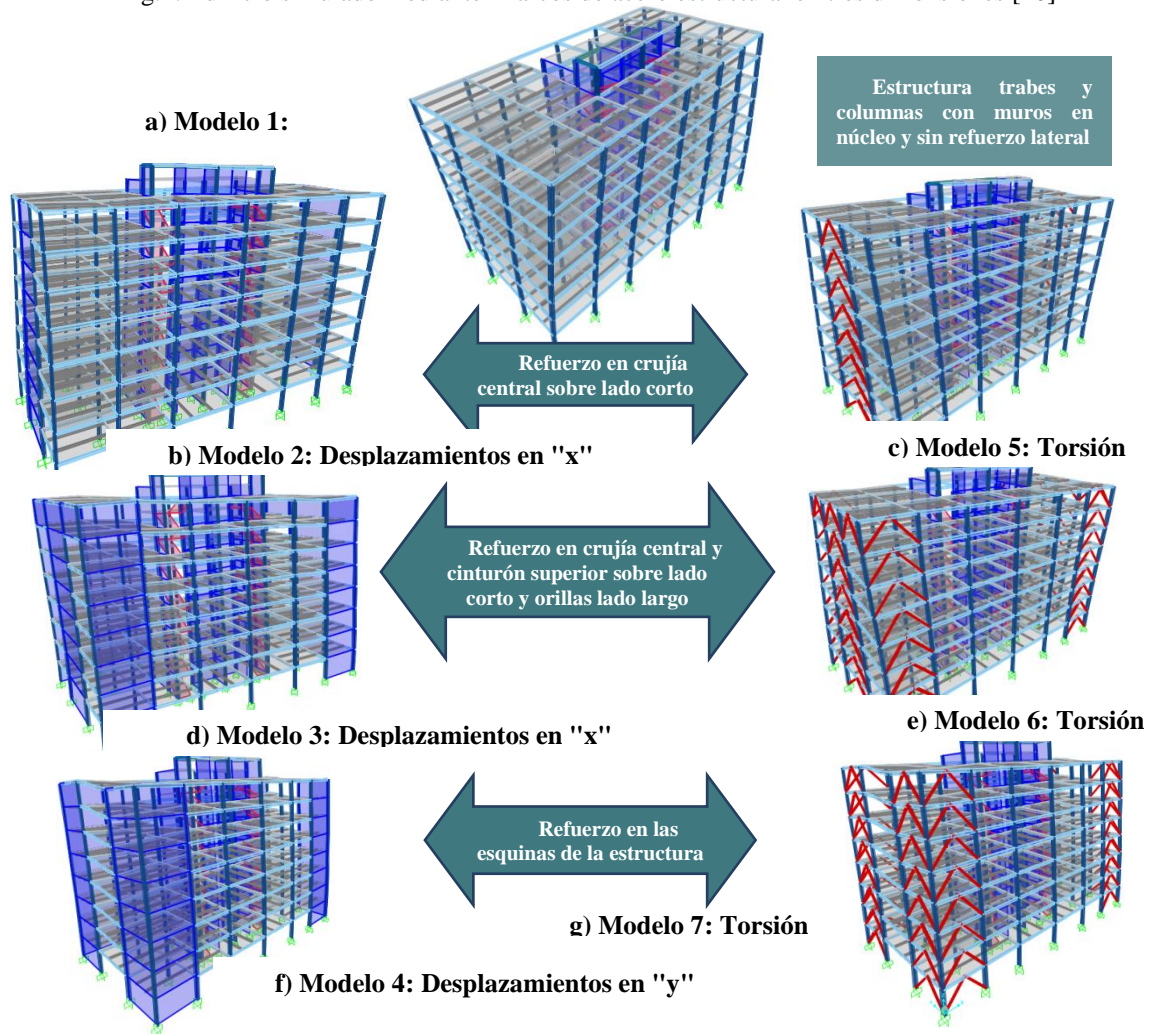 a) Modelo 1:
Estructura trabes y
columnas con muros en
núcleo y sin refuerzo lateral
Refuerzo en crujía
central sobre lado corto
b) Modelo 2: Desplazamientos en "x"
c) Modelo 5: Torsión
Refuerzo en crujía central y
cinturón superior sobre lado
corto y orillas lado largo
d) Modelo 3: Desplazamientos en "x"
e) Modelo 6: Torsión
Refuerzo en las
esquinas de la estructura
g) Modelo 7: Torsión
f) Modelo 4: Desplazamientos en "y"